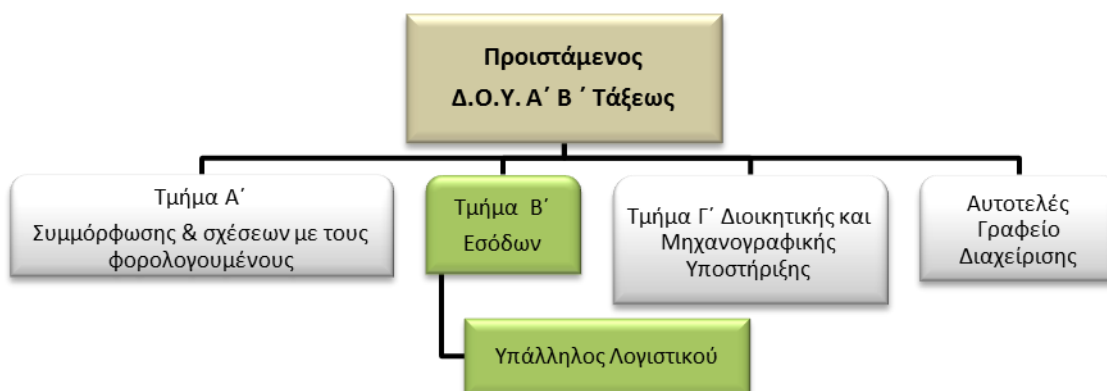 Προιστάμενος
Δ.Ο.Υ. Α΄ Β ΄ Τάξεως
Τμήμα Α΄
Συμμόρφωσης & σχέσεων με τους
φορολογουμένους
Τμήμα Β΄
Εσόδων
Τμήμα Γ΄ Διοικητικής και
Μηχανογραφικής
Υποστήριξης
Αυτοτελές
Γραφείο
Διαχείρισης
Υπάλληλος Λογιστικού